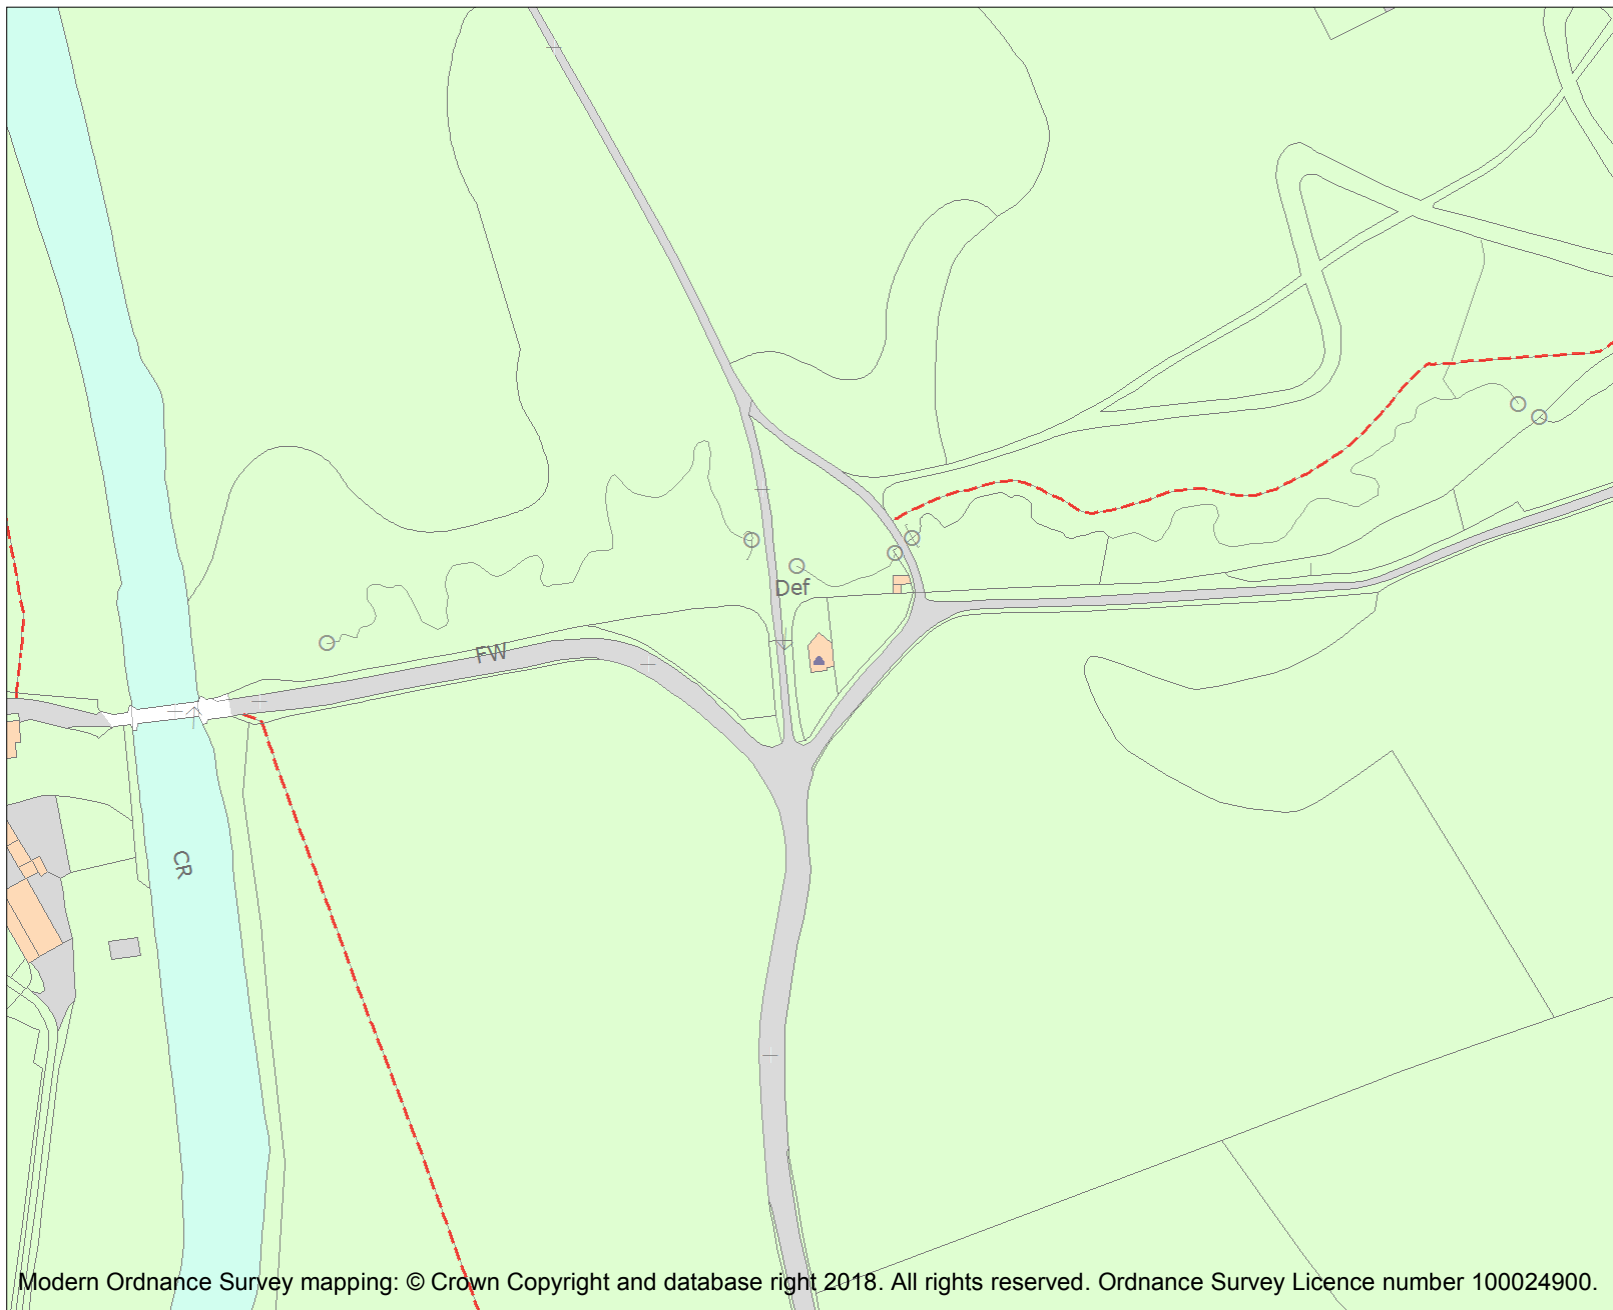 Def
FW
CR
Modern Ordnance Survey mapping: © Crown Copyright and database right 2018. All rights reserved. Ordnance Survey Licence number 100024900.